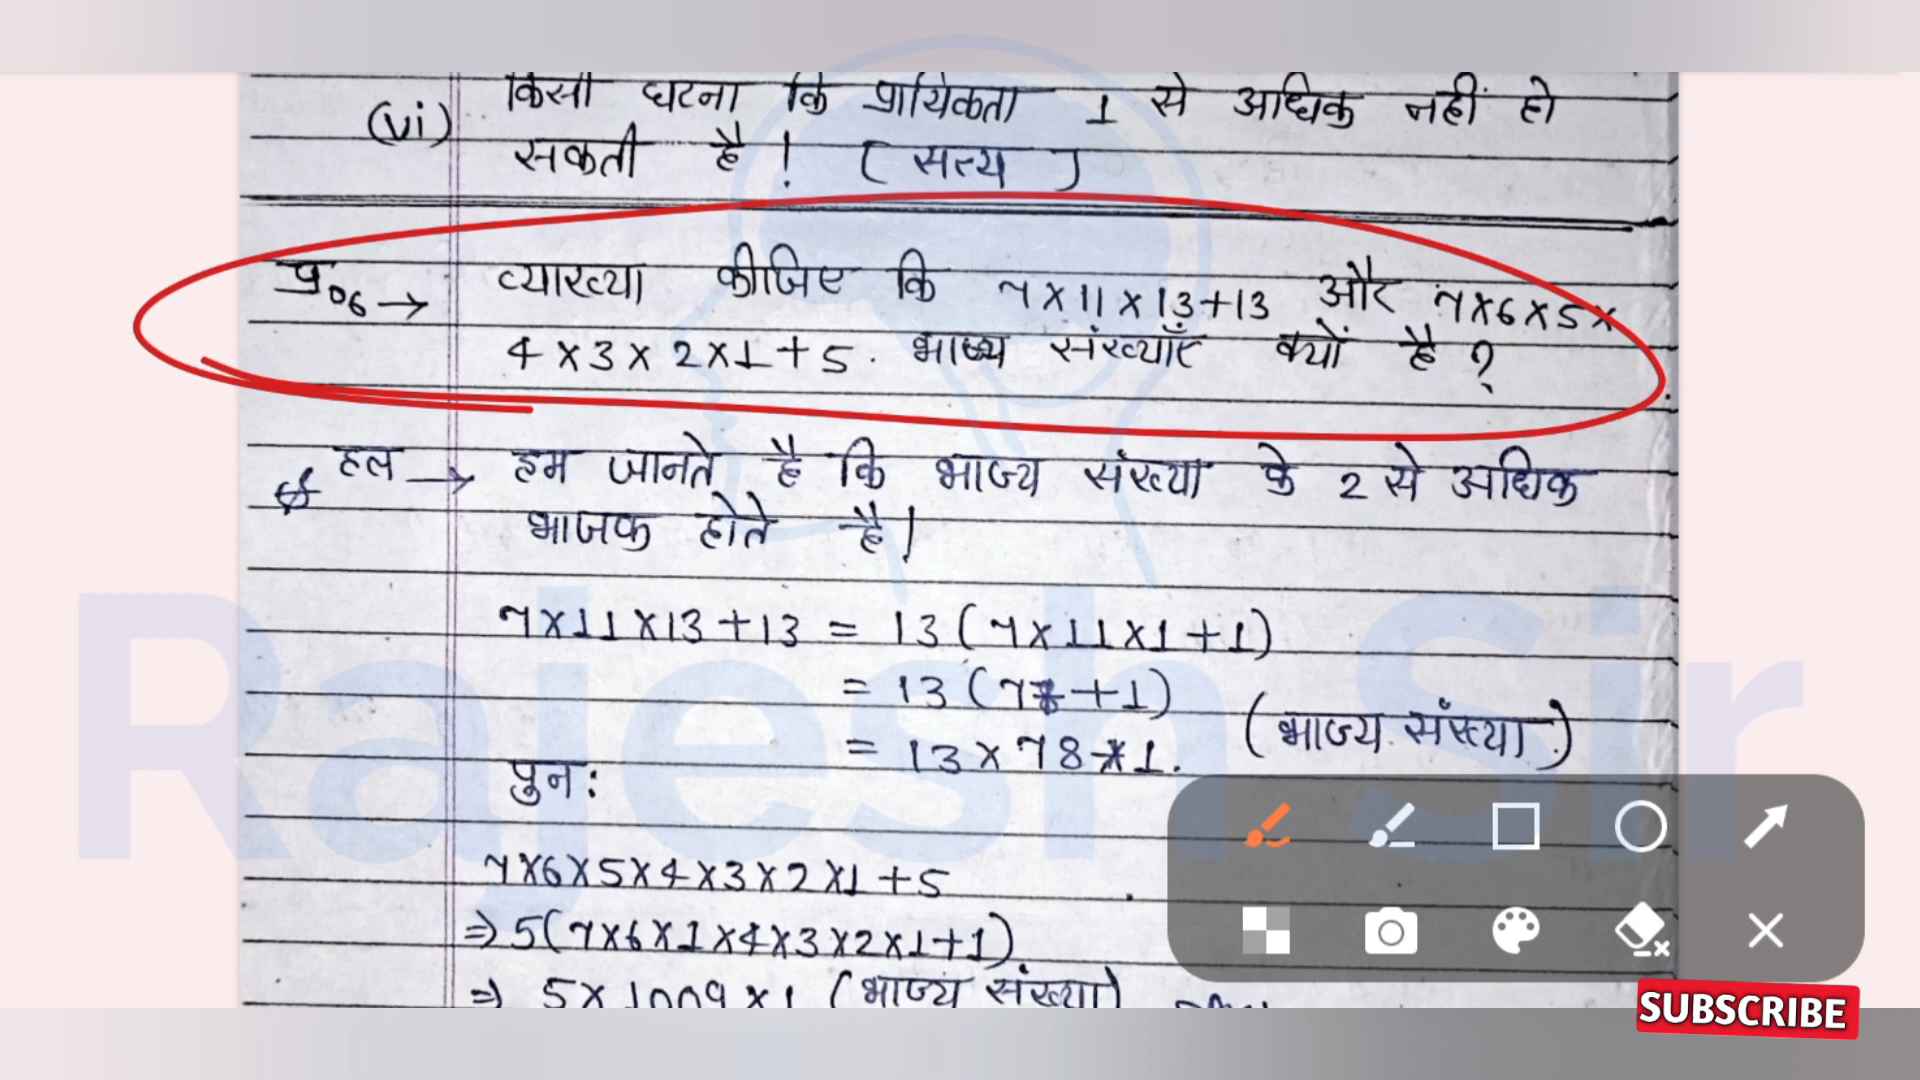 किसी घटना कि प्रायिकता 1 से अधिक नहीं हो
(vi)
सकती है! (सत्य)
प्र06→ व्याख्या कीजिए कि 7×11×13+13 और 7×6×5×
4×3×2×1+5. भाज्य संख्याएँ क्यों है?
हल → हम जानते है कि भाज्य संख्या के 2 से अधिक
भाजक होते है।
7×11×13+13 = 13(7×11×1+1)
= 13(77+1)
= 13×78×1. (भाज्य संख्या)
पुन:
7×6×5×4×3×2×1+5
⇒5(7×6×1×4×3×2×1+1)
⇒ 5×1009×1 (भाज्य संख्या)
Rajesh Sir
SUBSCRIBE